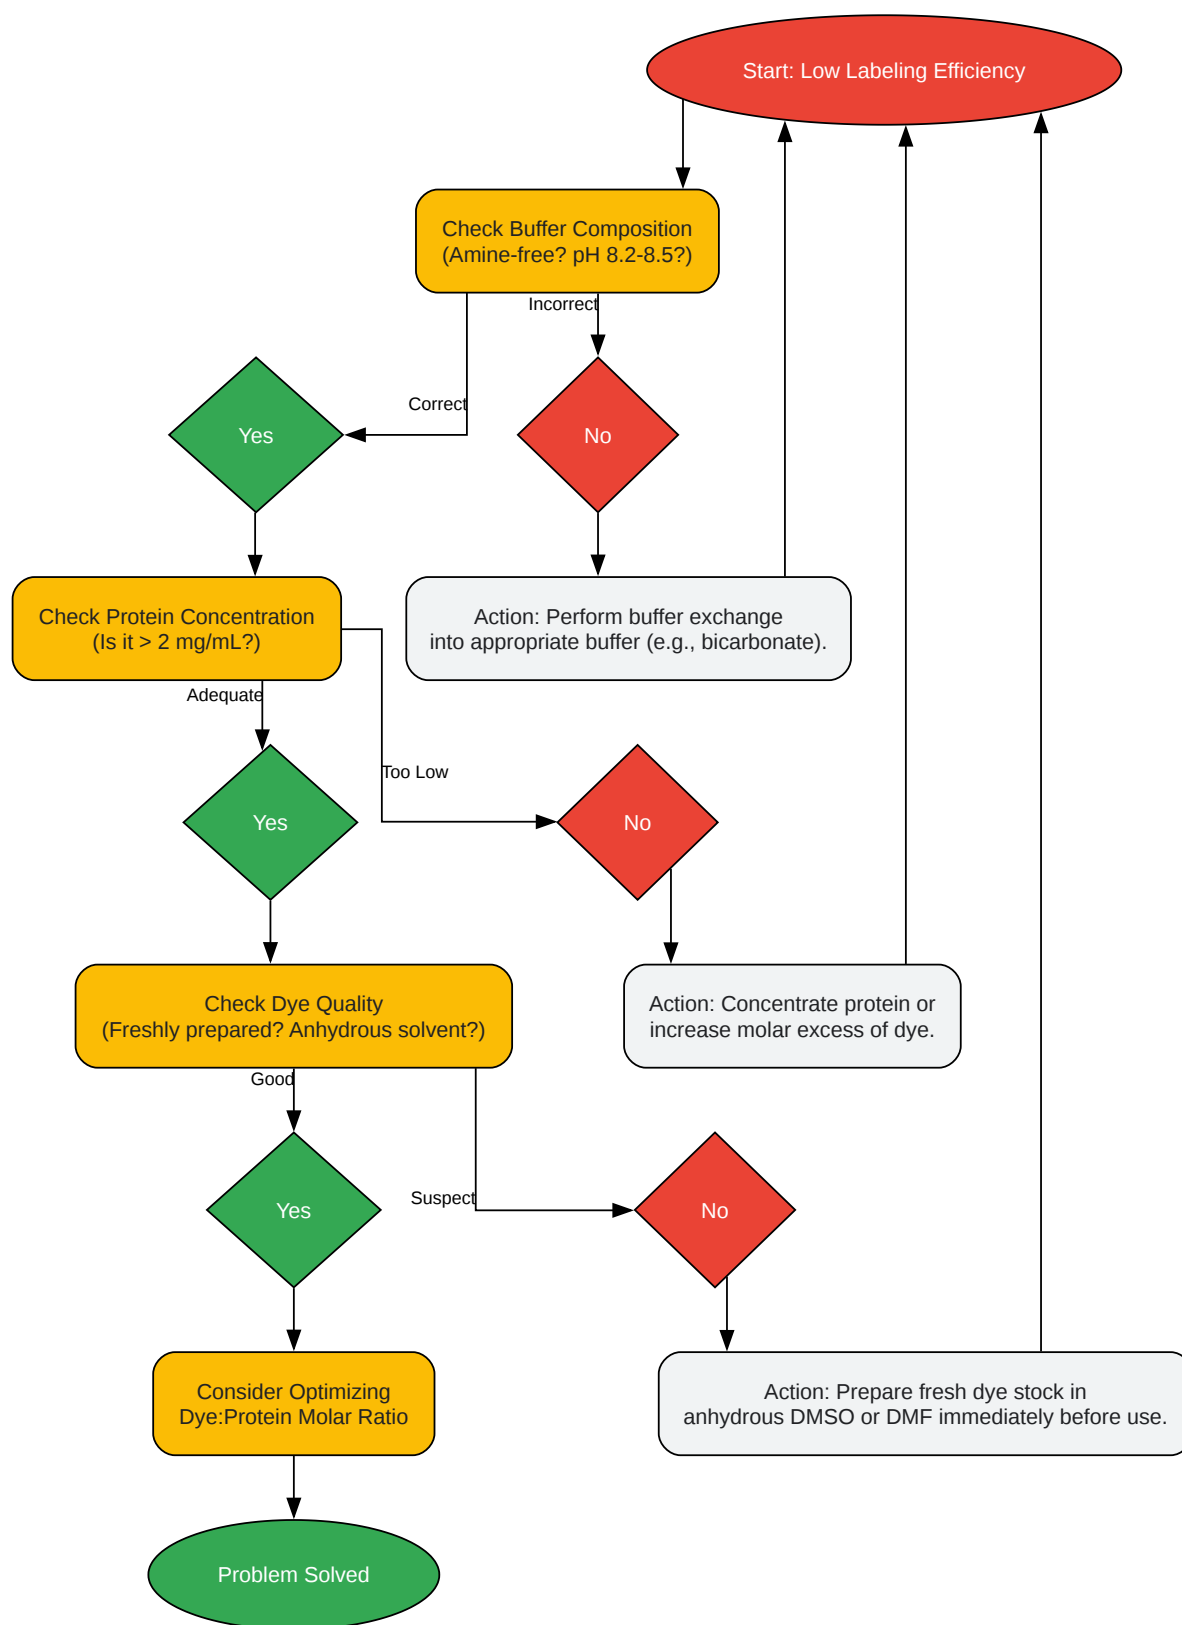 Start: Low Labeling Efficiency
Check Buffer Composition
(Amine-free? pH 8.2-8.5?)
Incorrect
Correct
Yes
No
Check Protein Concentration
(Is it > 2 mg/mL?)
Action: Perform buffer exchange
into appropriate buffer (e.g., bicarbonate).
Adequate
Too Low
Yes
No
Check Dye Quality
(Freshly prepared? Anhydrous solvent?)
Action: Concentrate protein or
increase molar excess of dye.
Good
Suspect
Yes
No
Consider Optimizing
Dye:Protein Molar Ratio
Action: Prepare fresh dye stock in
anhydrous DMSO or DMF immediately before use.
Problem Solved